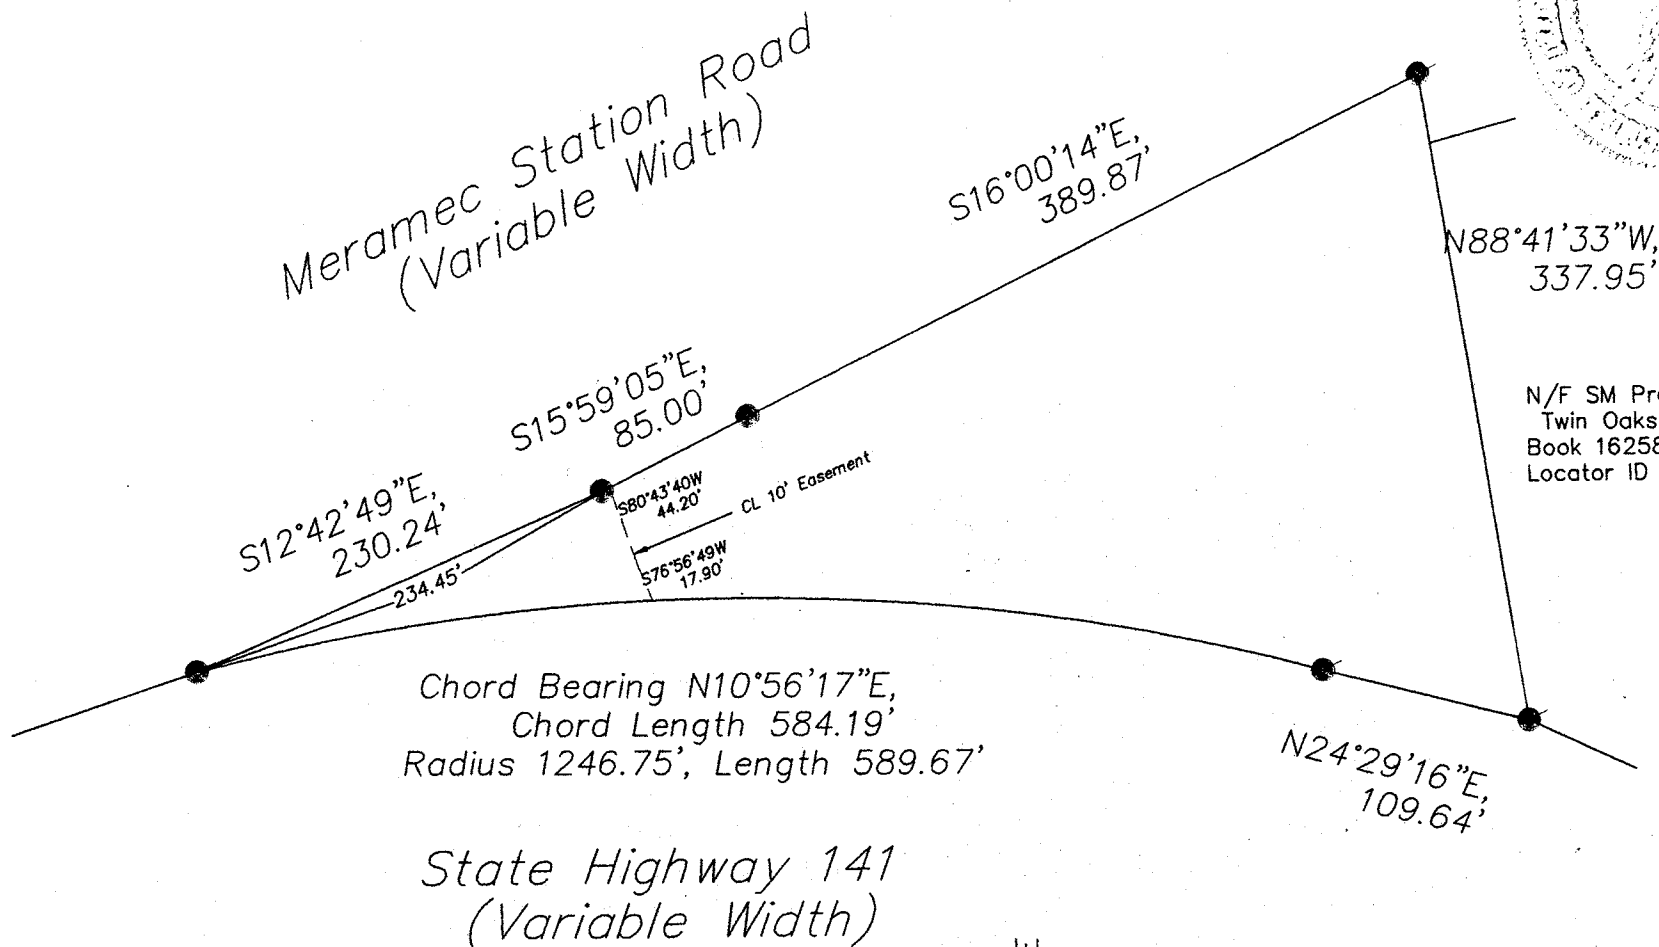 Meramec Station Road
(Variable Width)
S16°00'14"E,
389.87'
N88°41'33"W,
337.95'
S15°59'05"E,
85.00'
N/F SM Pr
Twin Oaks
Book 16258
Locator ID
S12°42'49"E,
230.24'
S80°43'40W
44.20'
CL 10' Easement
S76°56'49W
17.90'
234.45'
Chord Bearing N10°56'17"E,
Chord Length 584.19'
Radius 1246.75', Length 589.67'
N24°29'16"E,
109.64'
State Highway 141
(Variable Width)